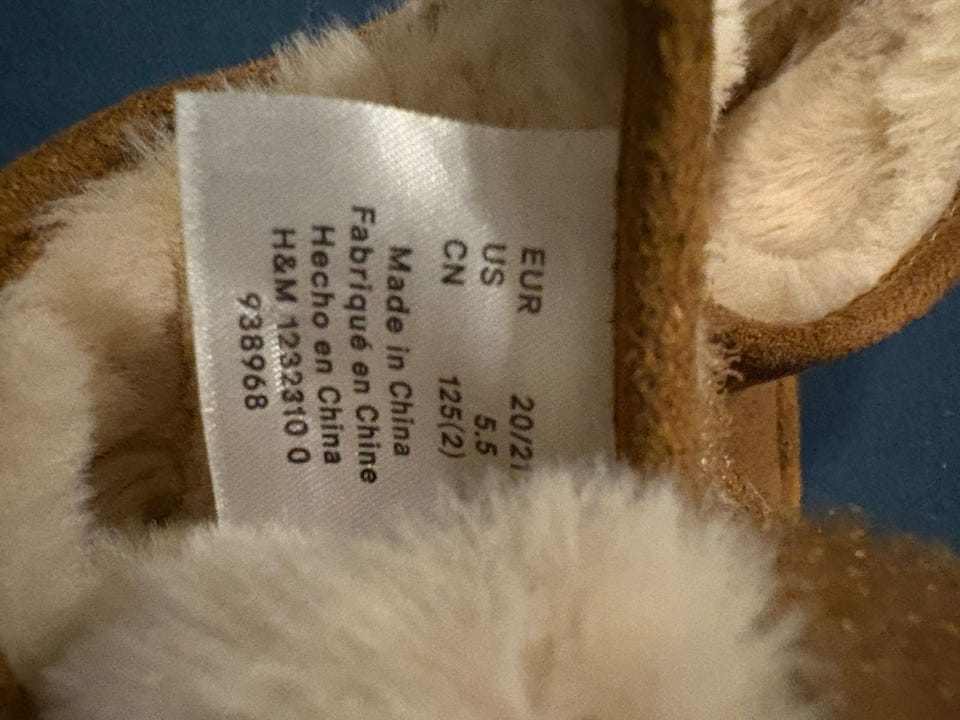 EUR 20/21
US 5.5
CN 125(2)
Made in China
Fabriqué en Chine
Hecho en China
H&M 1232310 0
938968